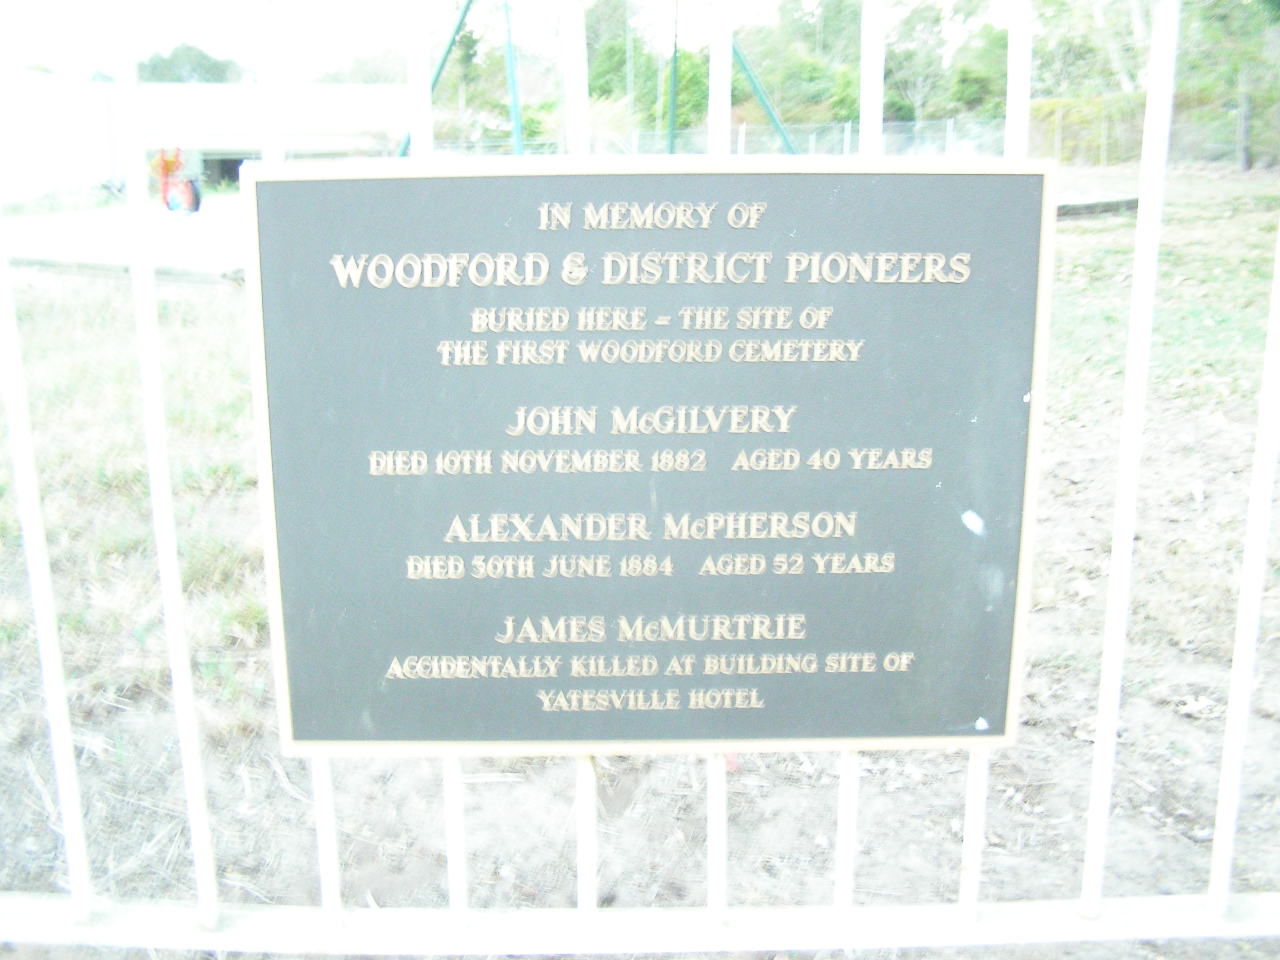 IN MEMORY OF
WOODFORD & DISTRICT PIONEERS
BURIED HERE – THE SITE OF
THE FIRST WOODFORD CEMETERY
JOHN McGILVERY
DIED 10TH NOVEMBER 1882 AGED 40 YEARS
ALEXANDER McPHERSON
DIED 30TH JUNE 1884 AGED 52 YEARS
JAMES McMURTRIE
ACCIDENTALLY KILLED AT BUILDING SITE OF
YATESVILLE HOTEL